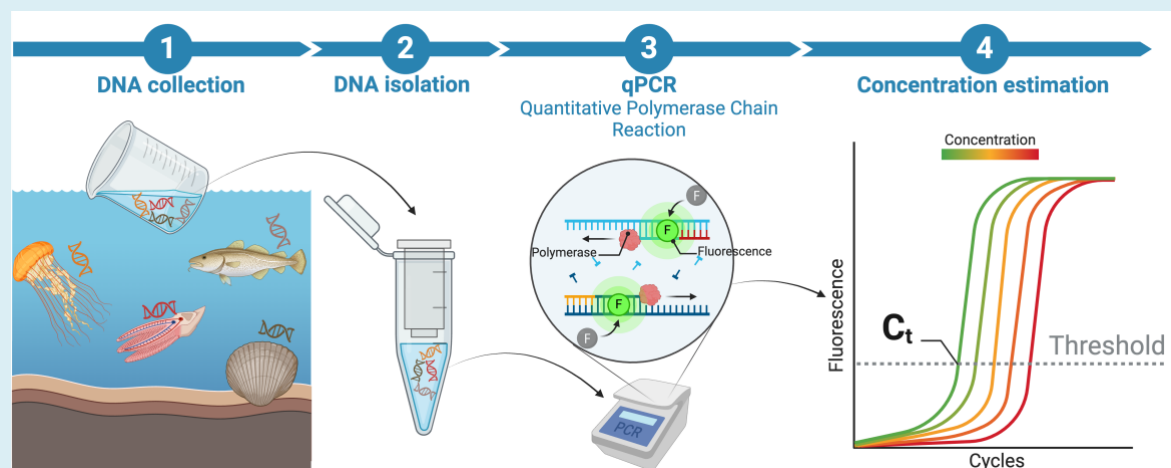 1
DNA collection
2
DNA isolation
3
qPCR
Quantitative Polymerase Chain
Reaction
4
Concentration estimation
F
F
Polymerase
Fluorescence
F
F
PCR
Concentration
Fluorescence
Ct
Threshold
Cycles